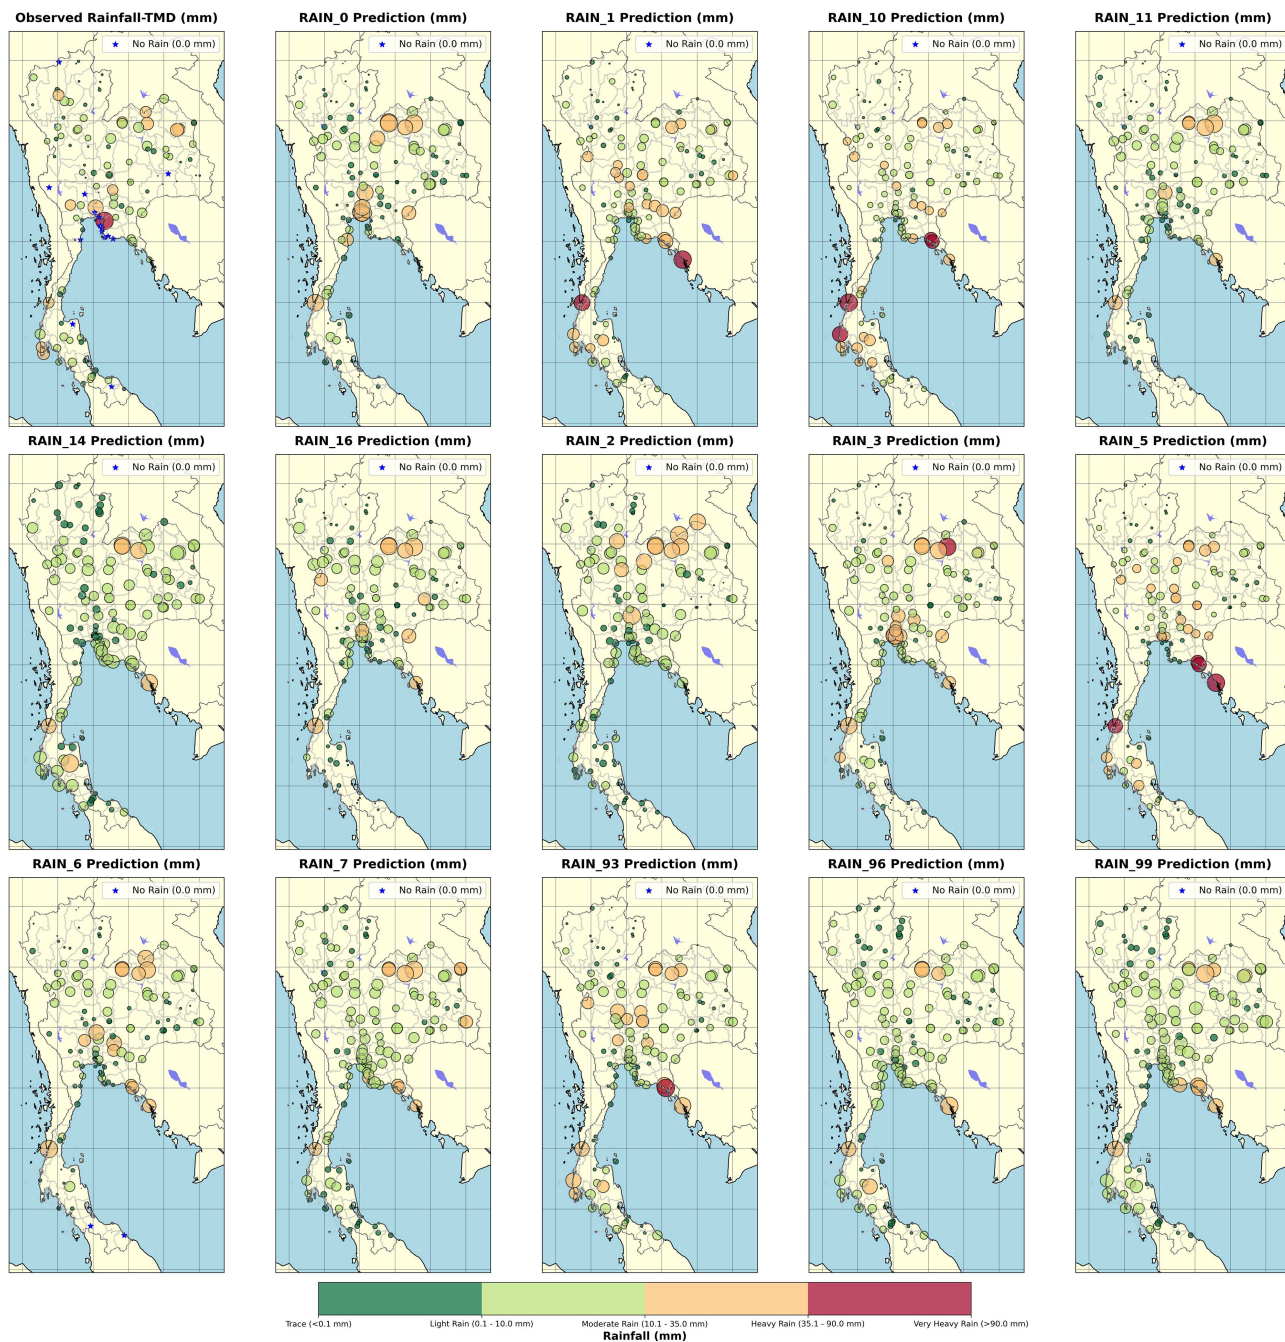 Observed Rainfall-TMD (mm)
RAIN_0 Prediction (mm)
RAIN_1 Prediction (mm)
RAIN_10 Prediction (mm)
RAIN_11 Prediction (mm)
No Rain (0.0 mm)
No Rain (0.0 mm)
No Rain (0.0 mm)
No Rain (0.0 mm)
No Rain (0.0 mm)
RAIN_14 Prediction (mm)
RAIN_16 Prediction (mm)
RAIN_2 Prediction (mm)
RAIN_3 Prediction (mm)
RAIN_5 Prediction (mm)
No Rain (0.0 mm)
No Rain (0.0 mm)
No Rain (0.0 mm)
No Rain (0.0 mm)
No Rain (0.0 mm)
RAIN_6 Prediction (mm)
RAIN_7 Prediction (mm)
RAIN_93 Prediction (mm)
RAIN_96 Prediction (mm)
RAIN_99 Prediction (mm)
No Rain (0.0 mm)
No Rain (0.0 mm)
No Rain (0.0 mm)
No Rain (0.0 mm)
No Rain (0.0 mm)
Trace (<0.1 mm)
Light Rain (0.1 - 10.0 mm)
Moderate Rain (10.1 - 35.0 mm)
Heavy Rain (35.1 - 90.0 mm)
Very Heavy Rain (>90.0 mm)
Rainfall (mm)